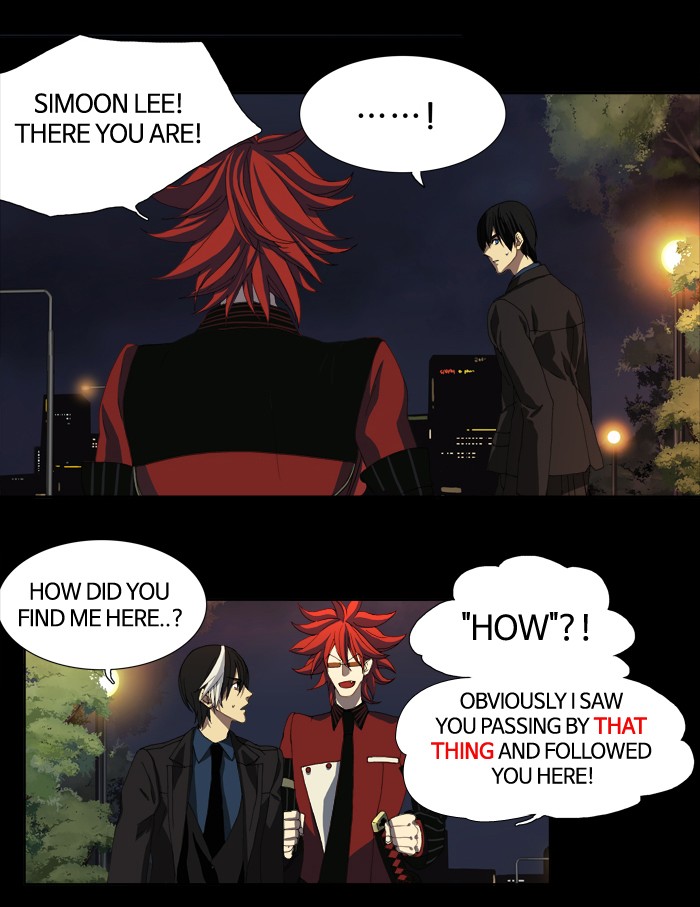 SIMOON LEE!
THERE YOU ARE!
……!
HOW DID YOU
FIND ME HERE..?
"HOW"?!
OBVIOUSLY I SAW
YOU PASSING BY THAT
THING AND FOLLOWED
YOU HERE!